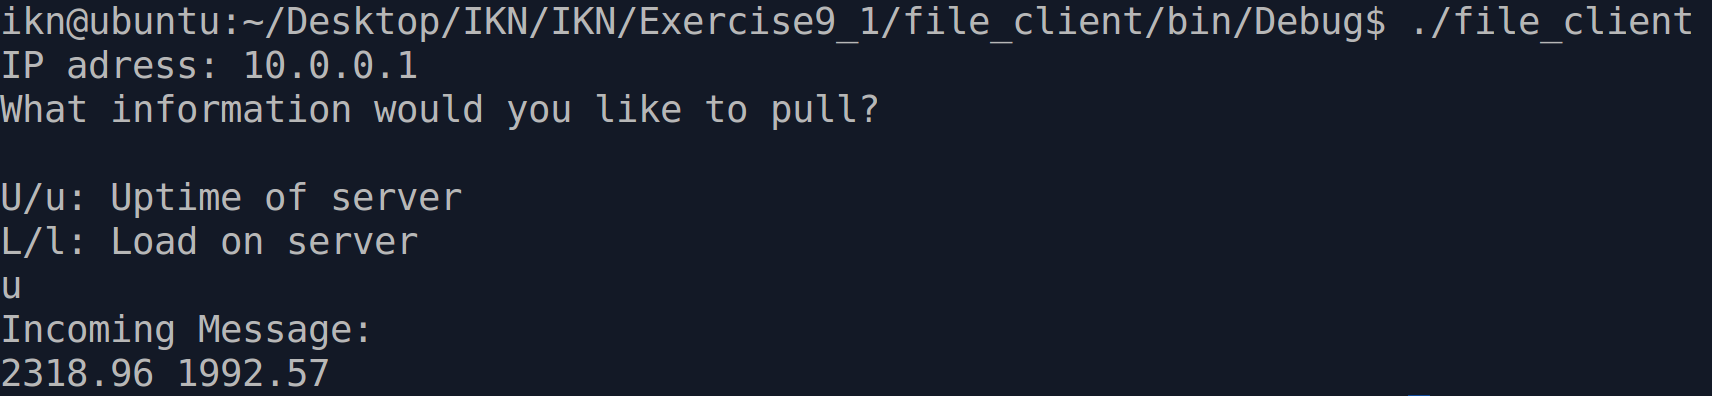 ikn@ubuntu:~/Desktop/IKN/IKN/Exercise9_1/file_client/bin/Debug$ ./file_client
IP adress: 10.0.0.1
What information would you like to pull?
U/u: Uptime of server
L/l: Load on server
u
Incoming Message:
2318.96 1992.57